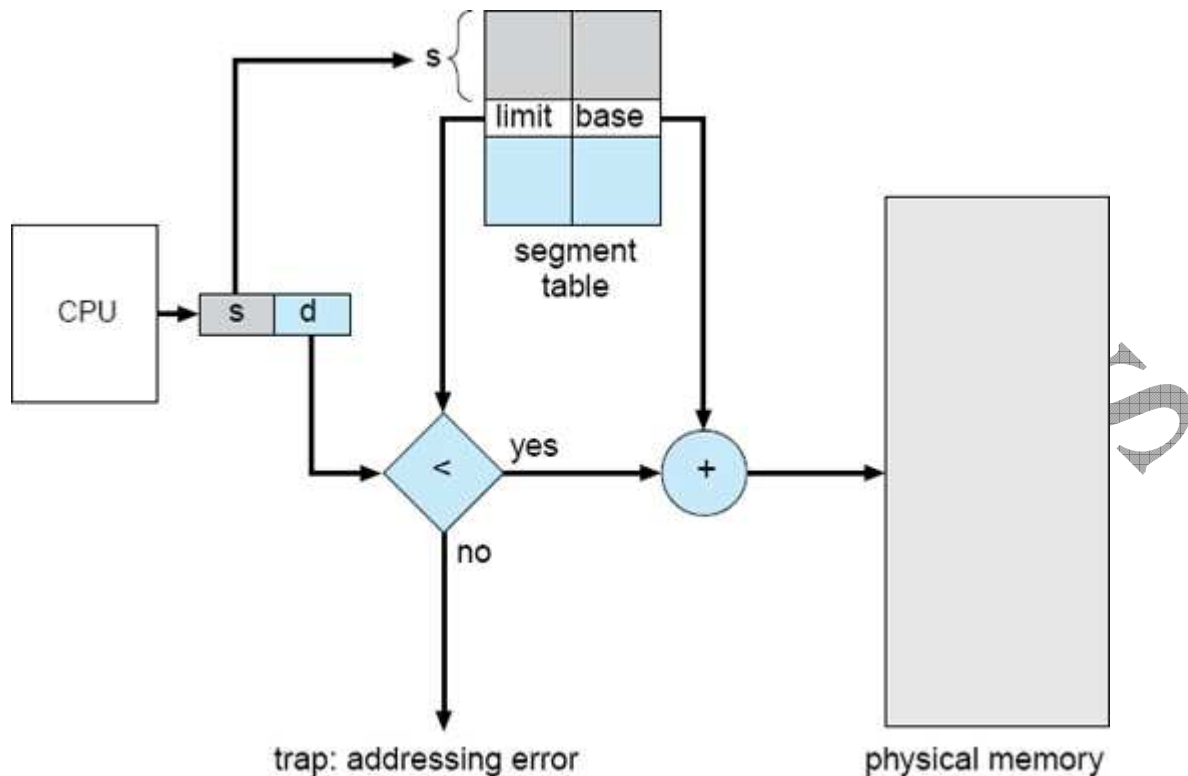 s
limit base
segment
table
CPU
s d
<
yes
+
no
trap: addressing error
physical memory
S